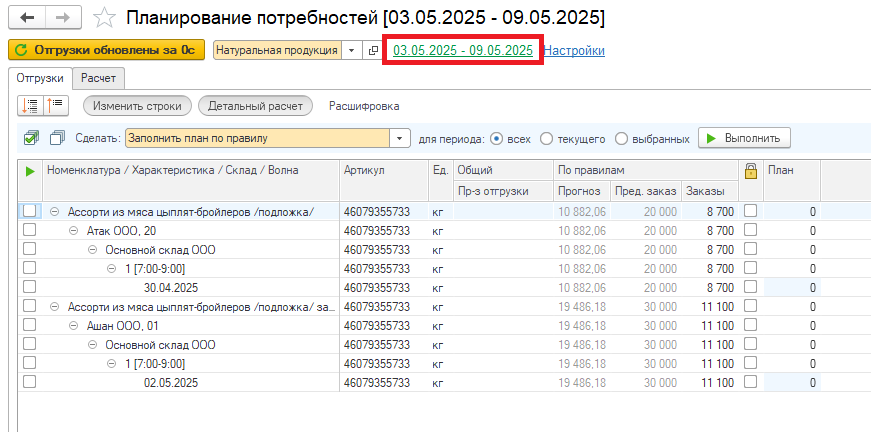 Планирование потребностей [03.05.2025 - 09.05.2025]
Отгрузки обновлены за 0с Натуральная продукция 03.05.2025 - 09.05.2025 Настройки
Отгрузки Расчет
Изменить строки Детальный расчет Расшифровка
Сделать: Заполнить план по правилу для периода: всех текущего выбранных Выполнить
Номенклатура / Характеристика / Склад / Волна Артикул Ед. Общий По правилам План
Пр-з отгрузки Прогноз Пред. заказ Заказы
Ассорти из мяса цыплят-бройлеров /подложка/ 46079355733 кг 10 882,06 20 000 8 700 0
Атак ООО, 20 46079355733 кг 10 882,06 20 000 8 700 0
Основной склад ООО 46079355733 кг 10 882,06 20 000 8 700 0
1 [7:00-9:00] 46079355733 кг 10 882,06 20 000 8 700 0
30.04.2025 46079355733 кг 10 882,06 20 000 8 700 0
Ассорти из мяса цыплят-бройлеров /подложка/ за... 46079355733 кг 19 486,18 30 000 11 100 0
Ашан ООО, 01 46079355733 кг 19 486,18 30 000 11 100 0
Основной склад ООО 46079355733 кг 19 486,18 30 000 11 100 0
1 [7:00-9:00] 46079355733 кг 19 486,18 30 000 11 100 0
02.05.2025 46079355733 кг 19 486,18 30 000 11 100 0